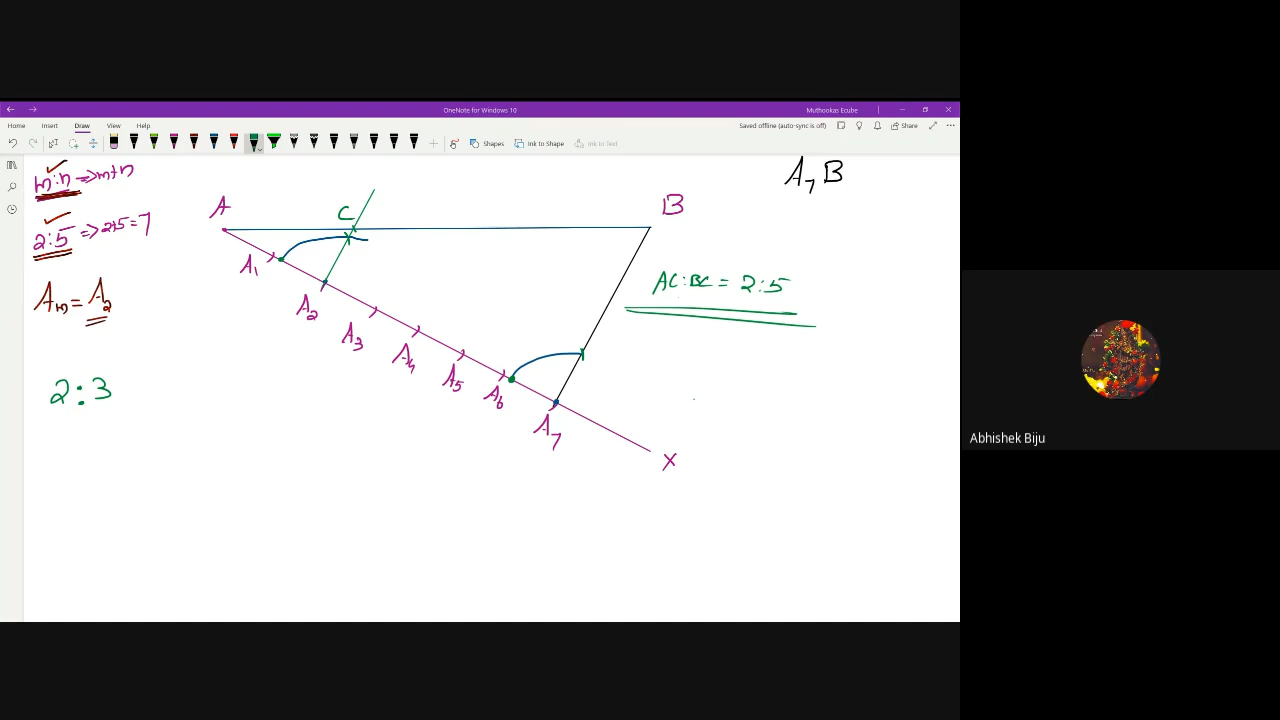 OneNote for Windows 10
Muthookas Ecube
Home Insert Draw View Help
Saved offline (auto-sync is off)
Share
Shapes
Ink to Shape
Ink to Text
m:n => m+n
A7B
A
C
B
2:5 => 2+5=7
A1
AC:BC = 2:5
Am = A2
A2
A3
A4
A5
A6
2:3
A7
X
Abhishek Biju